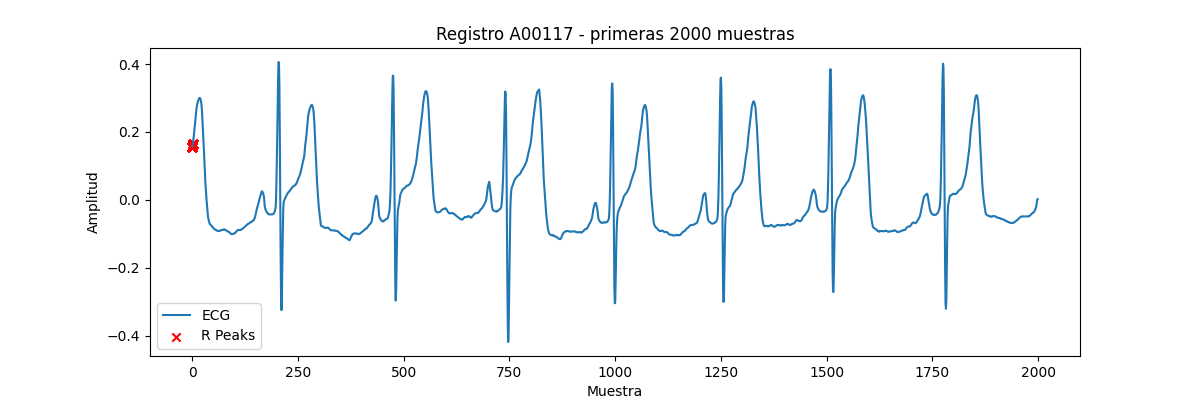 Registro A00117 - primeras 2000 muestras
Amplitud
0.4
0.2
0.0
−0.2
−0.4
ECG
R Peaks
0 250 500 750 1000 1250 1500 1750 2000
Muestra